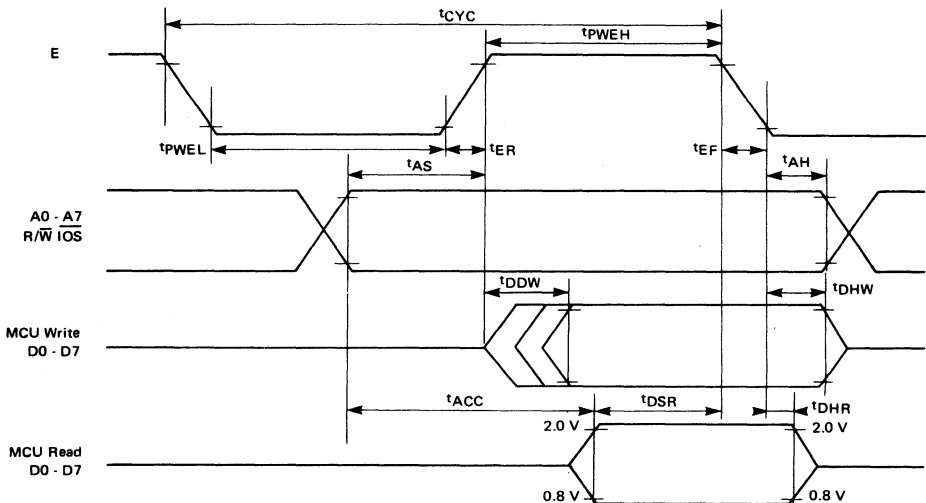 tCYC
tPWEH
E
tPWEL
tER
tEF
tAS
tAH
A0 - A7
R/W̅ I̅O̅S̅
tDDW
tDHW
MCU Write
D0 - D7
tACC
tDSR
tDHR
2.0 V
2.0 V
MCU Read
D0 - D7
0.8 V
0.8 V